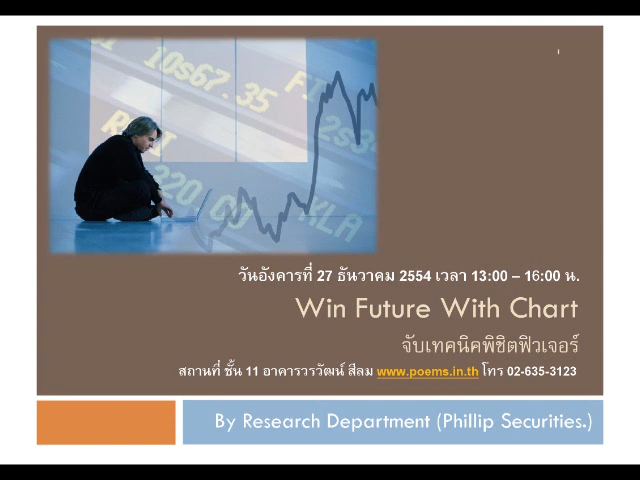 10s67.35
วันอังคารที่ 27 ธันวาคม 2554 เวลา 13:00 – 16:00 น.
Win Future With Chart
จับเทคนิคพิชิตฟิวเจอร์
สถานที่ ชั้น 11 อาคารวรวัฒน์ สีลม www.poems.in.th โทร 02-635-3123
By Research Department (Phillip Securities.)